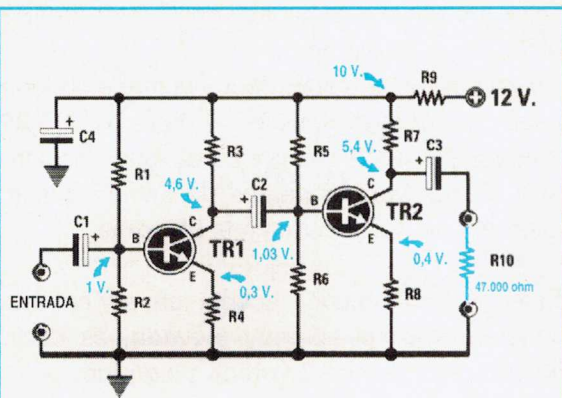 10 V.
R9
12 V.
C4
R1
R3
R5
R7
5,4 V.
C3
4,6 V.
C2
C
C
C1
B
TR1
B
TR2
1 V.
1,03 V.
E
E
0,3 V.
0,4 V.
R10
47.000 ohm
ENTRADA
R2
R4
R6
R8
+
+
+
+